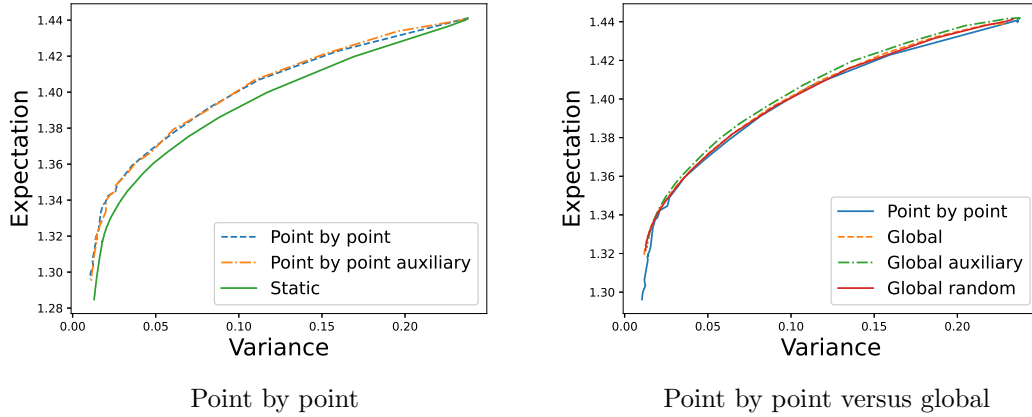 1.44
1.42
1.40
1.38
1.36
1.34
1.32
1.30
1.28
Expectation
0.00 0.05 0.10 0.15 0.20
Variance
Point by point
Point by point auxiliary
Static
Point by point
1.44
1.42
1.40
1.38
1.36
1.34
1.32
1.30
Expectation
0.00 0.05 0.10 0.15 0.20
Variance
Point by point
Global
Global auxiliary
Global random
Point by point versus global